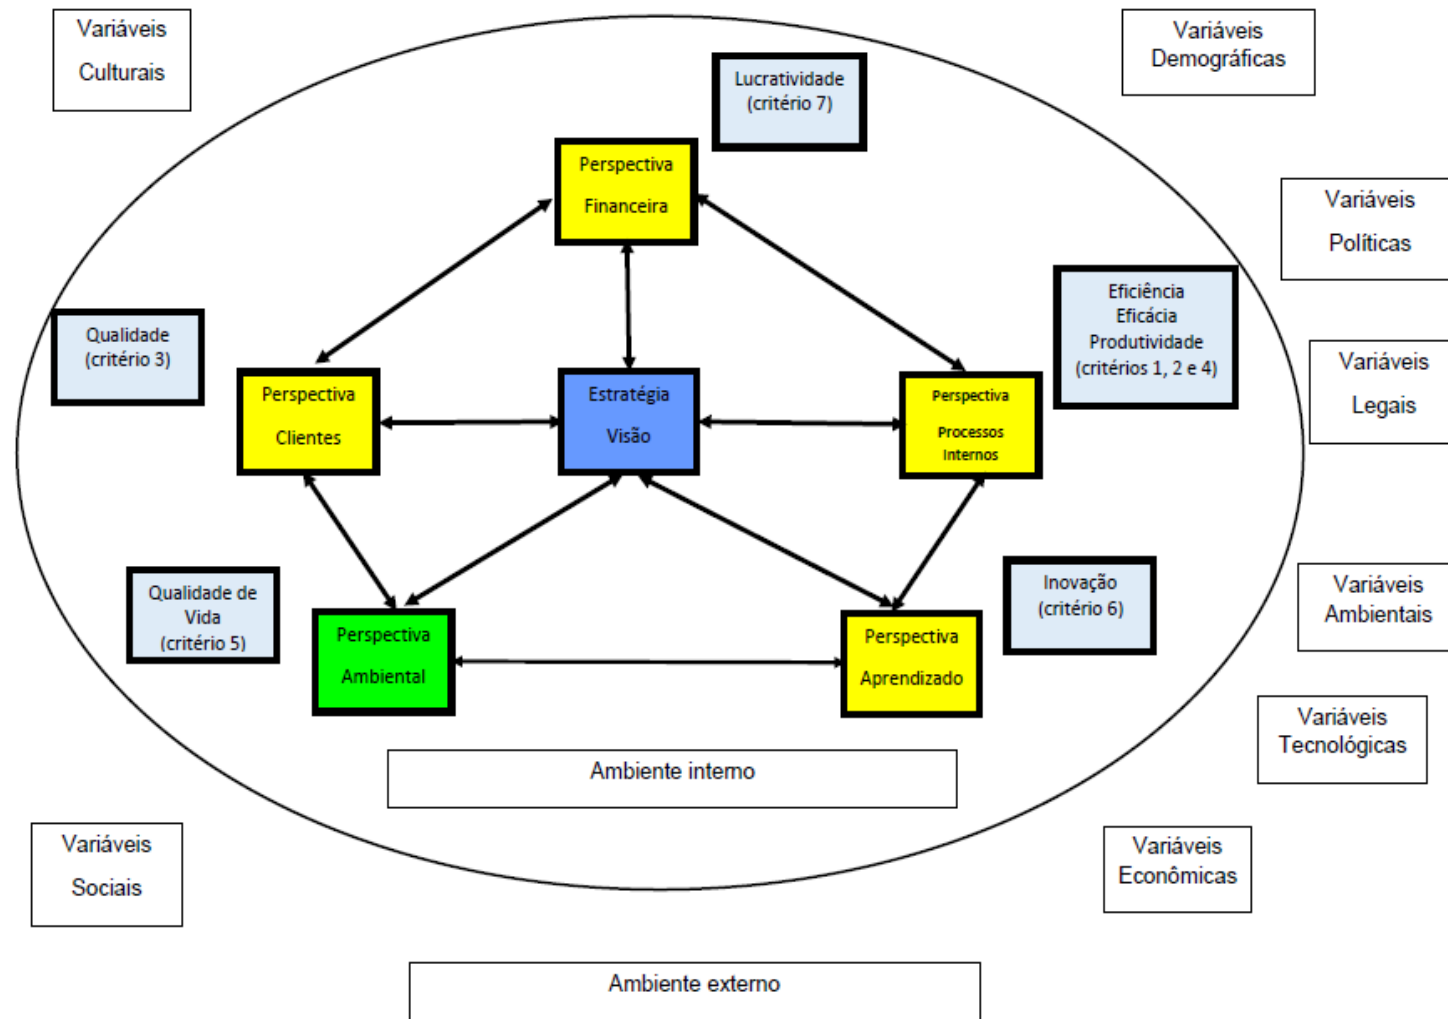 Variáveis
Culturais
Variáveis
Demográficas
Lucratividade
(critério 7)
Perspectiva
Financeira
Variáveis
Políticas
Eficiência
Eficácia
Produtividade
(critérios 1, 2 e 4)
Qualidade
(critério 3)
Variáveis
Legais
Perspectiva
Clientes
Estratégia
Visão
Perspectiva
Processos
Internos
Qualidade de
Vida
(critério 5)
Inovação
(critério 6)
Variáveis
Ambientais
Perspectiva
Ambiental
Perspectiva
Aprendizado
Variáveis
Tecnológicas
Ambiente interno
Variáveis
Sociais
Variáveis
Econômicas
Ambiente externo